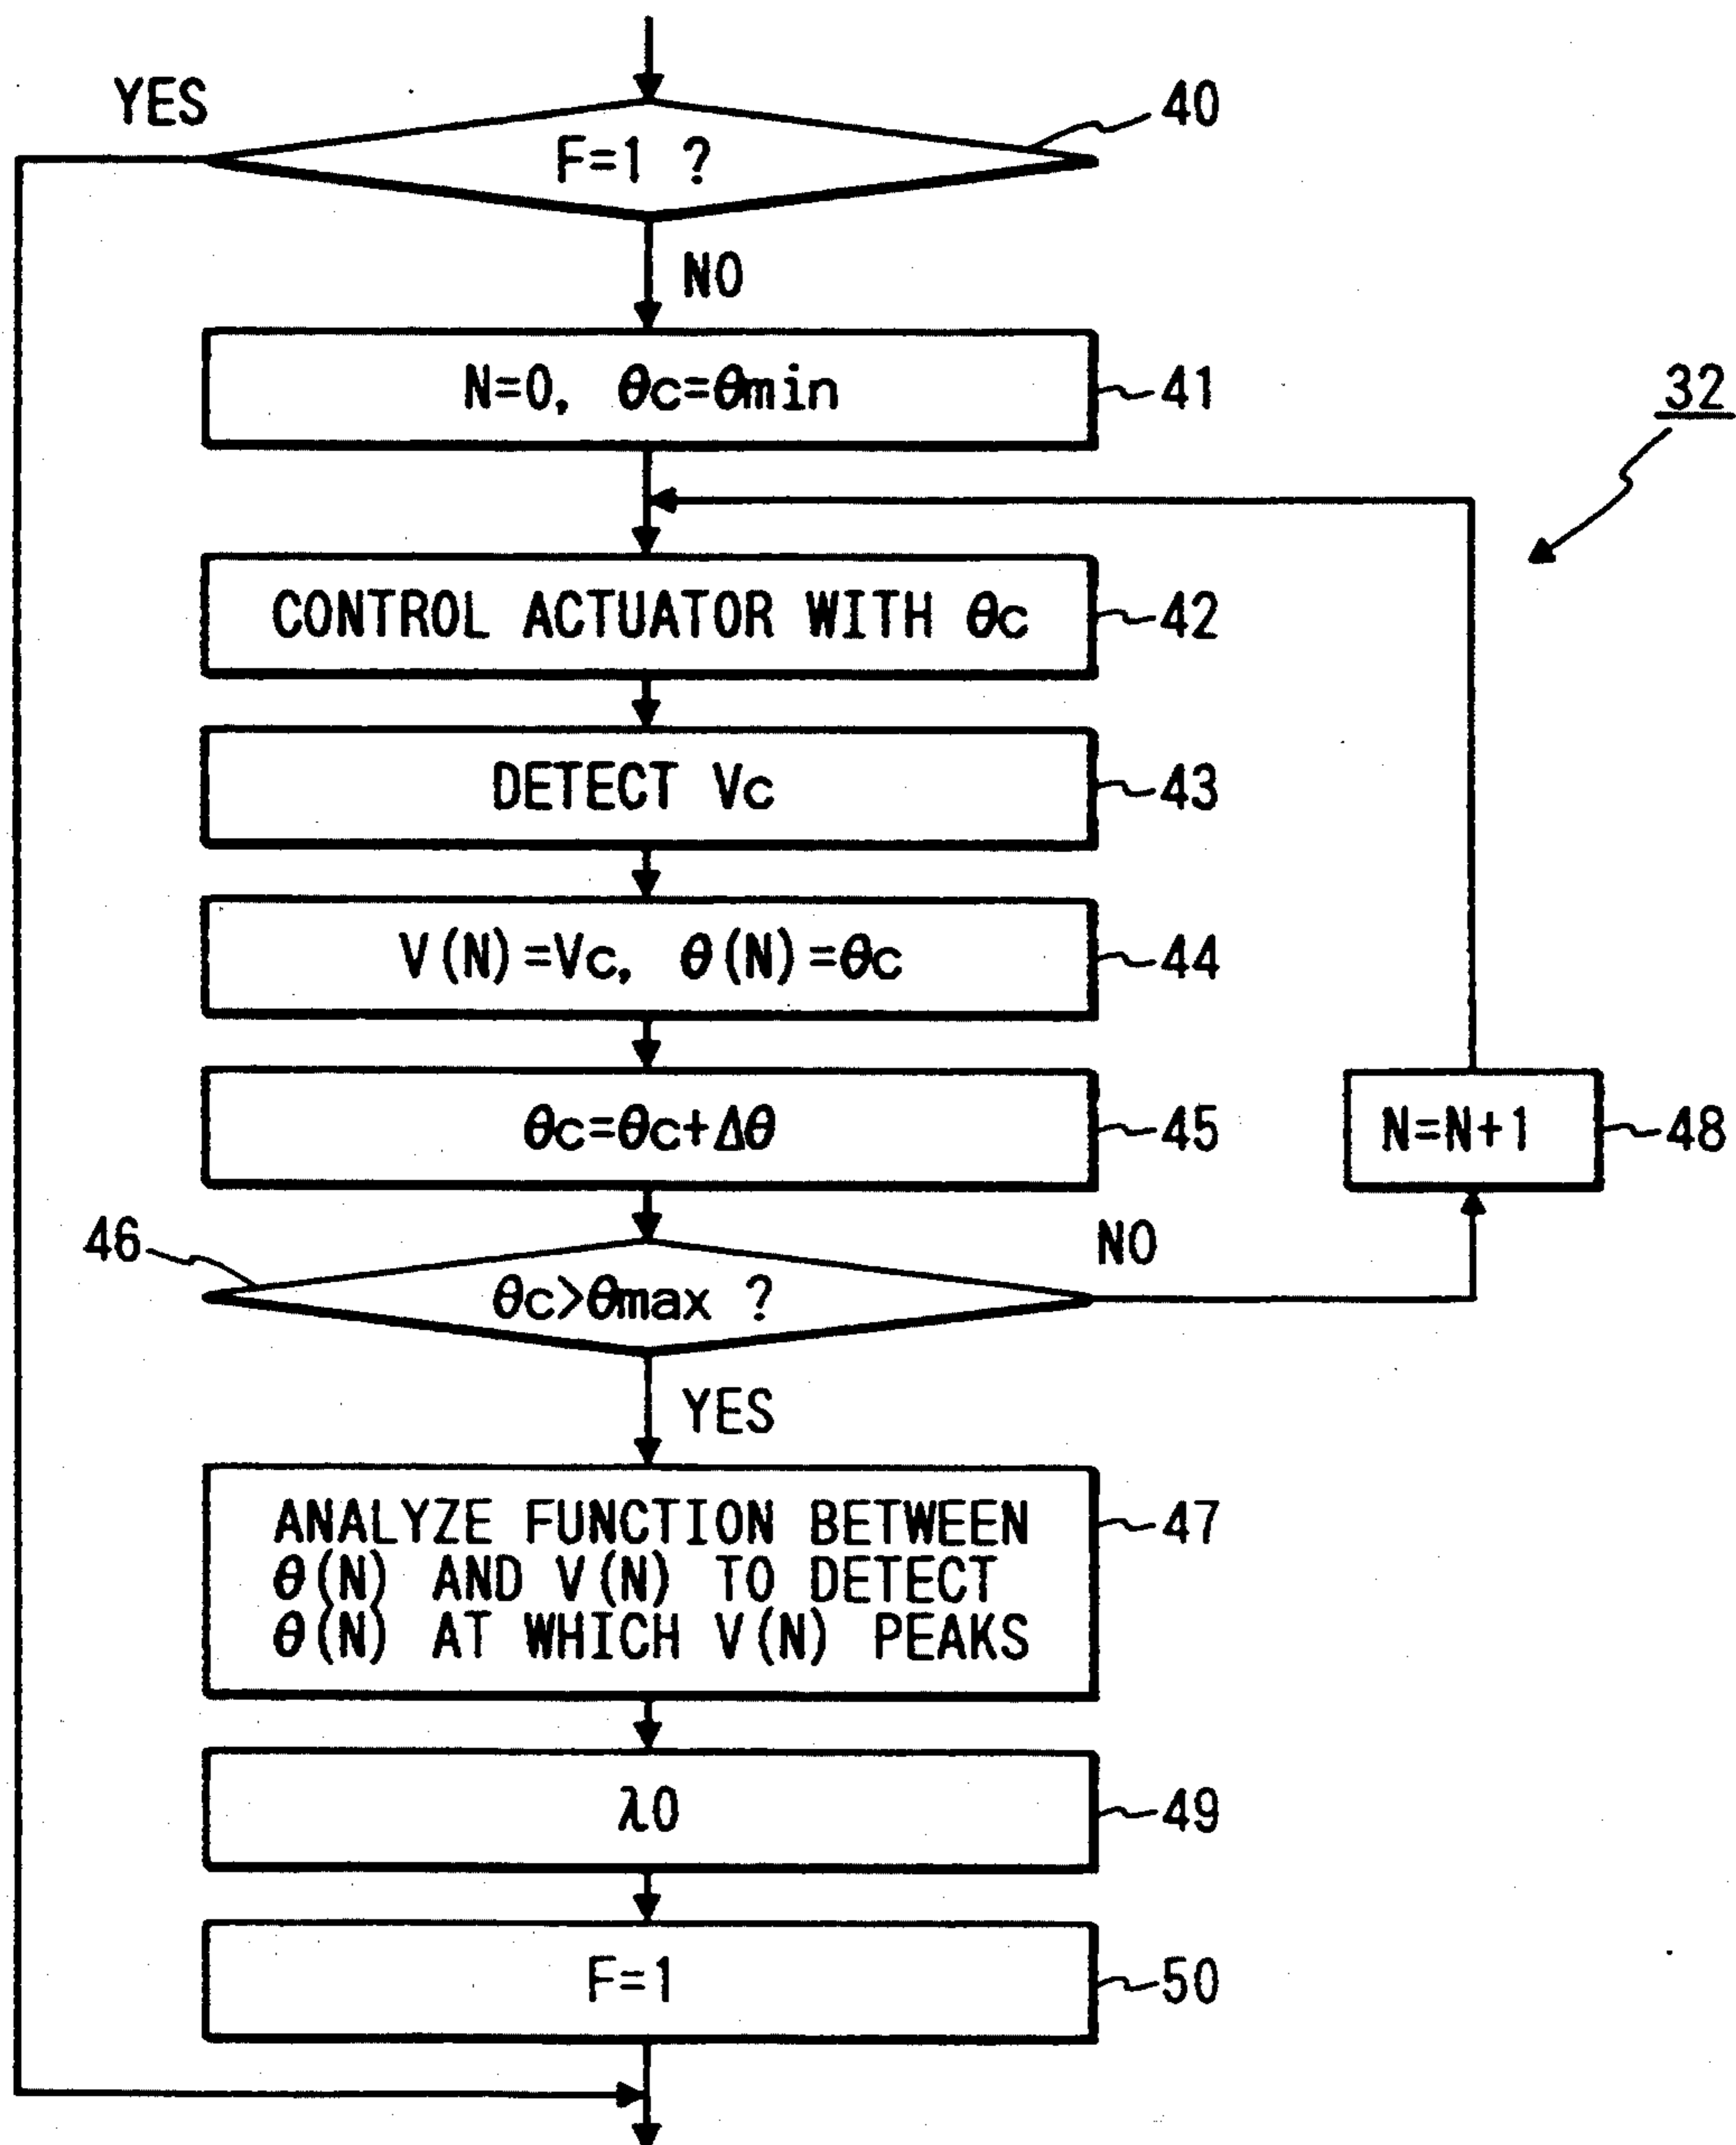 YES
F=1 ?
40
NO
N=0, θc=θmin
41
32
CONTROL ACTUATOR WITH θc
42
DETECT Vc
43
V(N)=Vc, θ(N)=θc
44
θc=θc+Δθ
45
N=N+1
48
46
θc>θmax ?
NO
YES
ANALYZE FUNCTION BETWEEN
θ(N) AND V(N) TO DETECT
θ(N) AT WHICH V(N) PEAKS
47
λ0
49
F=1
50